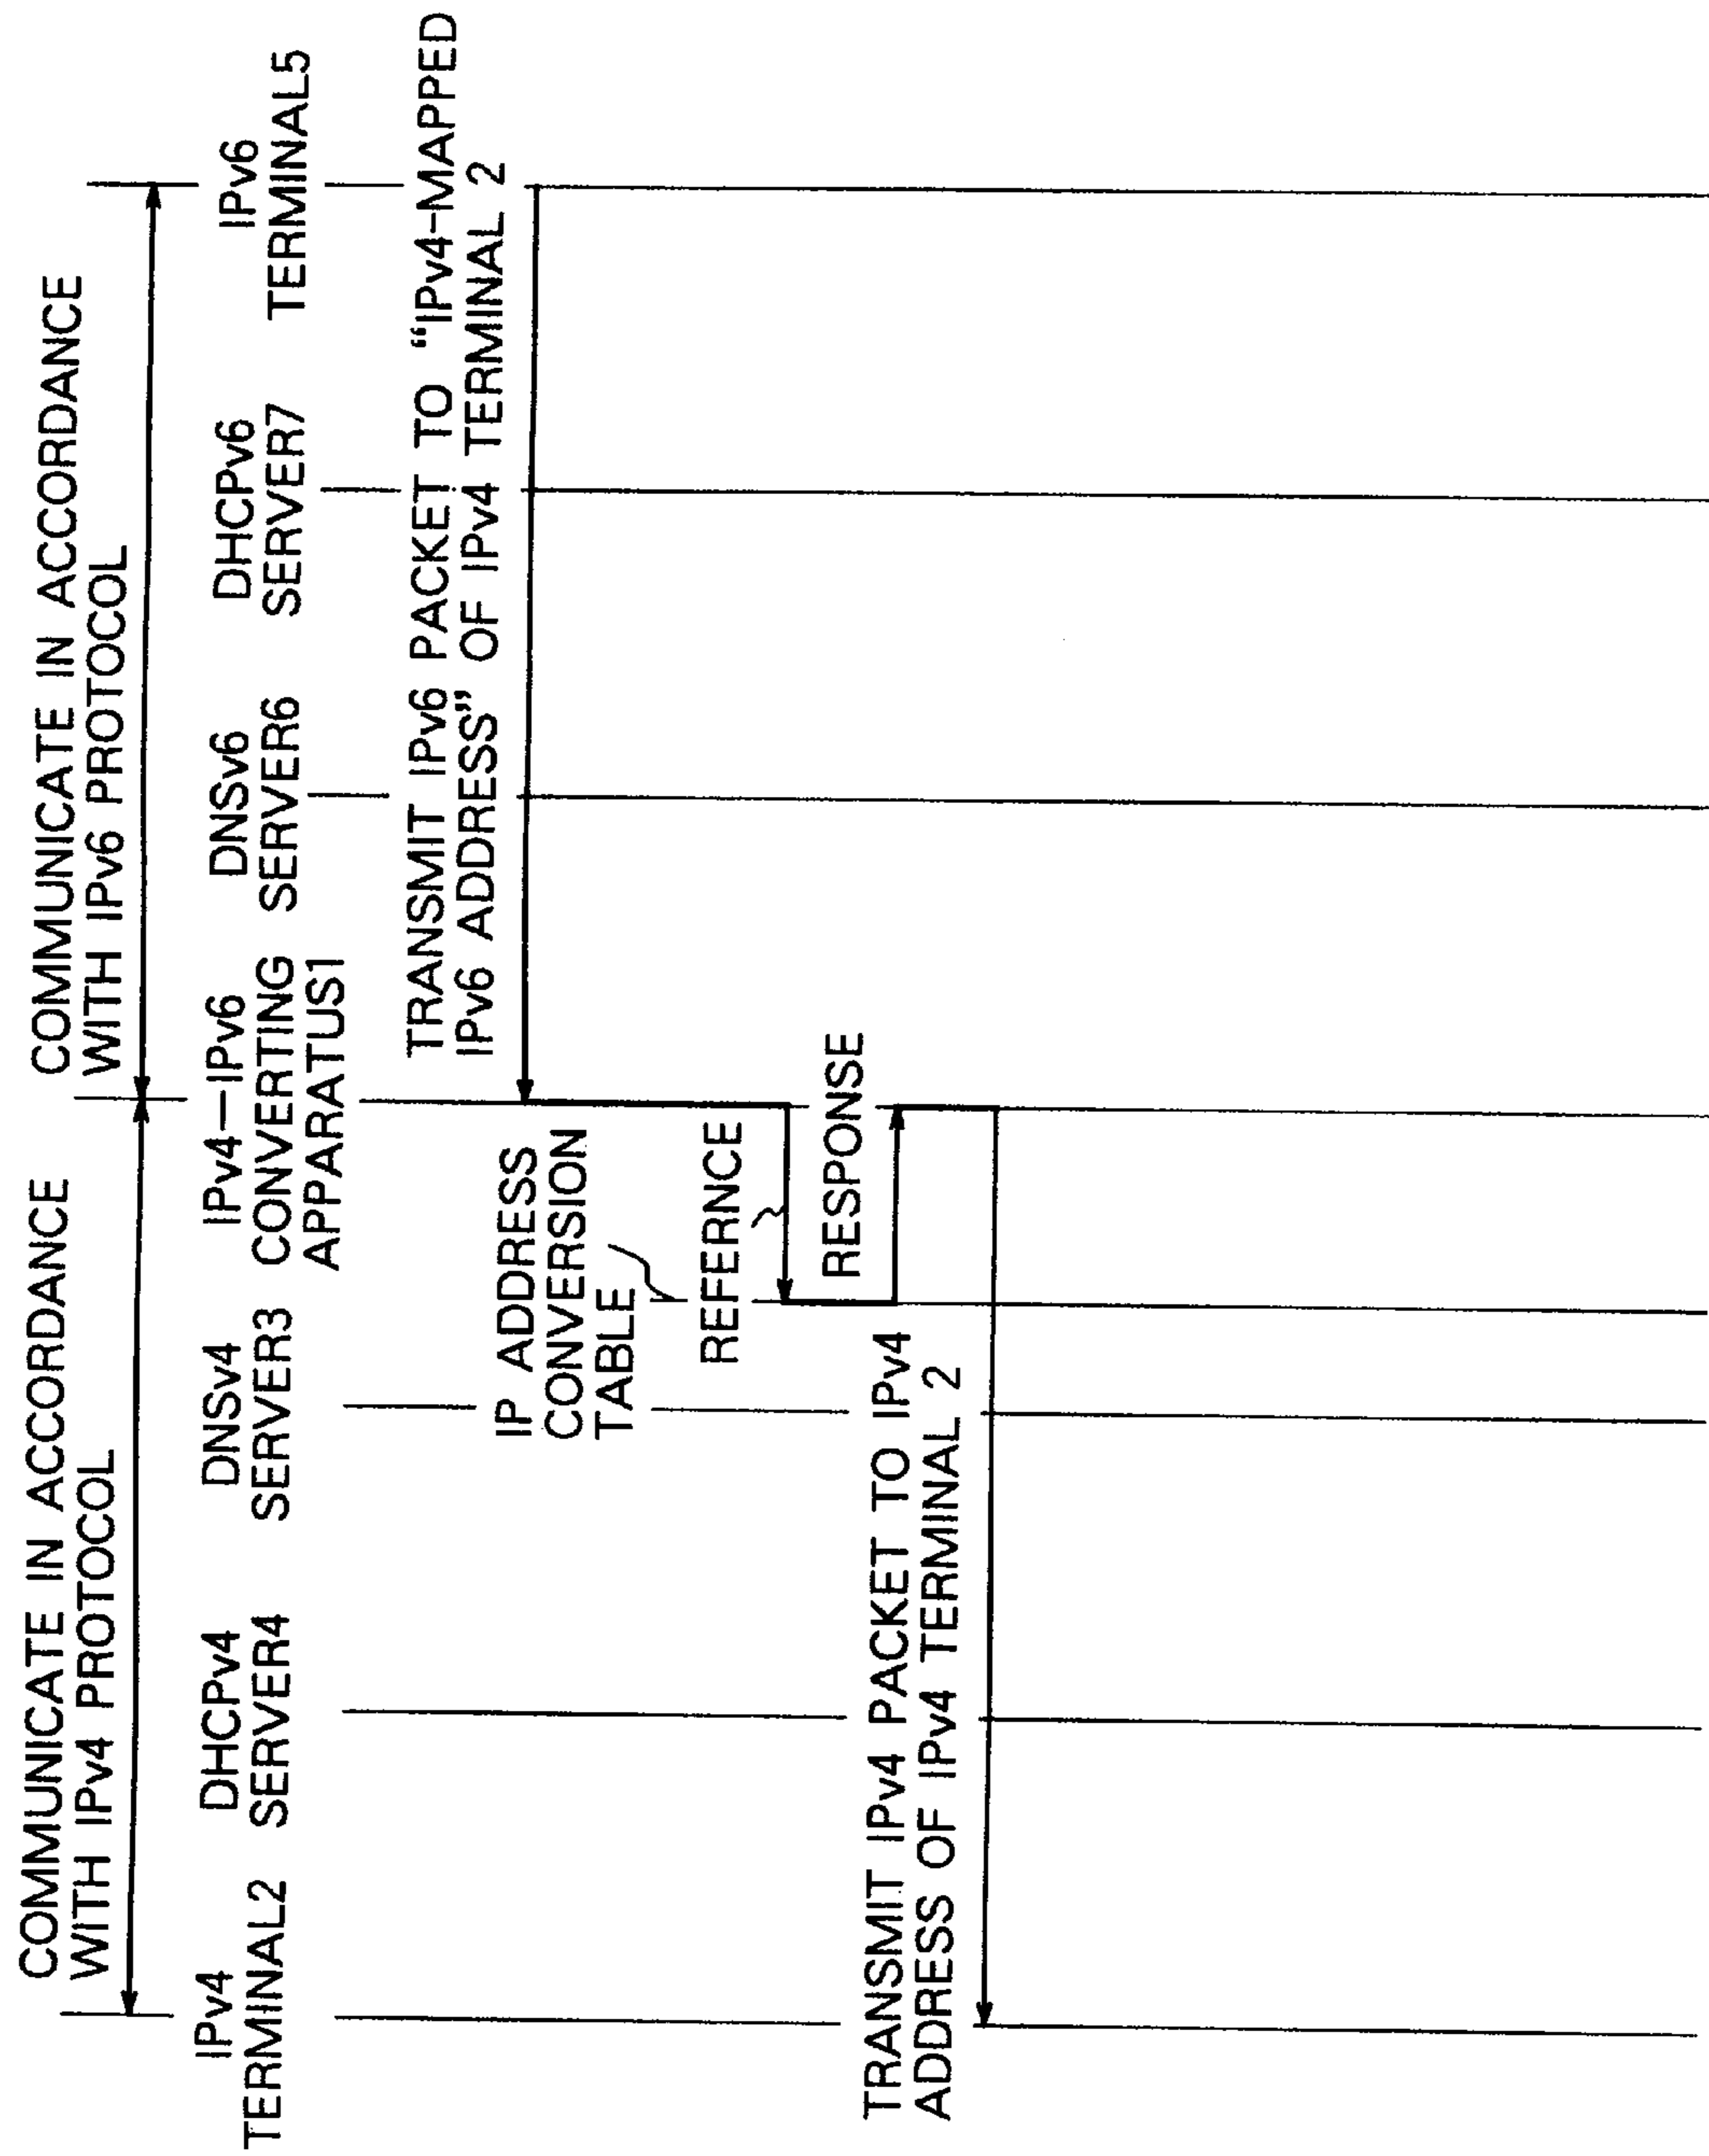 COMMUNICATE IN ACCORDANCE
WITH IPv4 PROTOCOL
COMMUNICATE IN ACCORDANCE
WITH IPv6 PROTOCOL
IPv4
TERMINAL2
DHCPv4
SERVER4
DNSv4
SERVER3
IPv4—IPv6
CONVERTING
APPARATUS1
DNSv6
SERVER6
DHCPv6
SERVER7
IPv6
TERMINAL5
TRANSMIT IPv6 PACKET TO “IPv4-MAPPED
IPv6 ADDRESS” OF IPv4 TERMINAL 2
IP ADDRESS
CONVERSION
TABLE
REFFERNCE
RESPONSE
TRANSMIT IPv4 PACKET TO IPv4
ADDRESS OF IPv4 TERMINAL 2